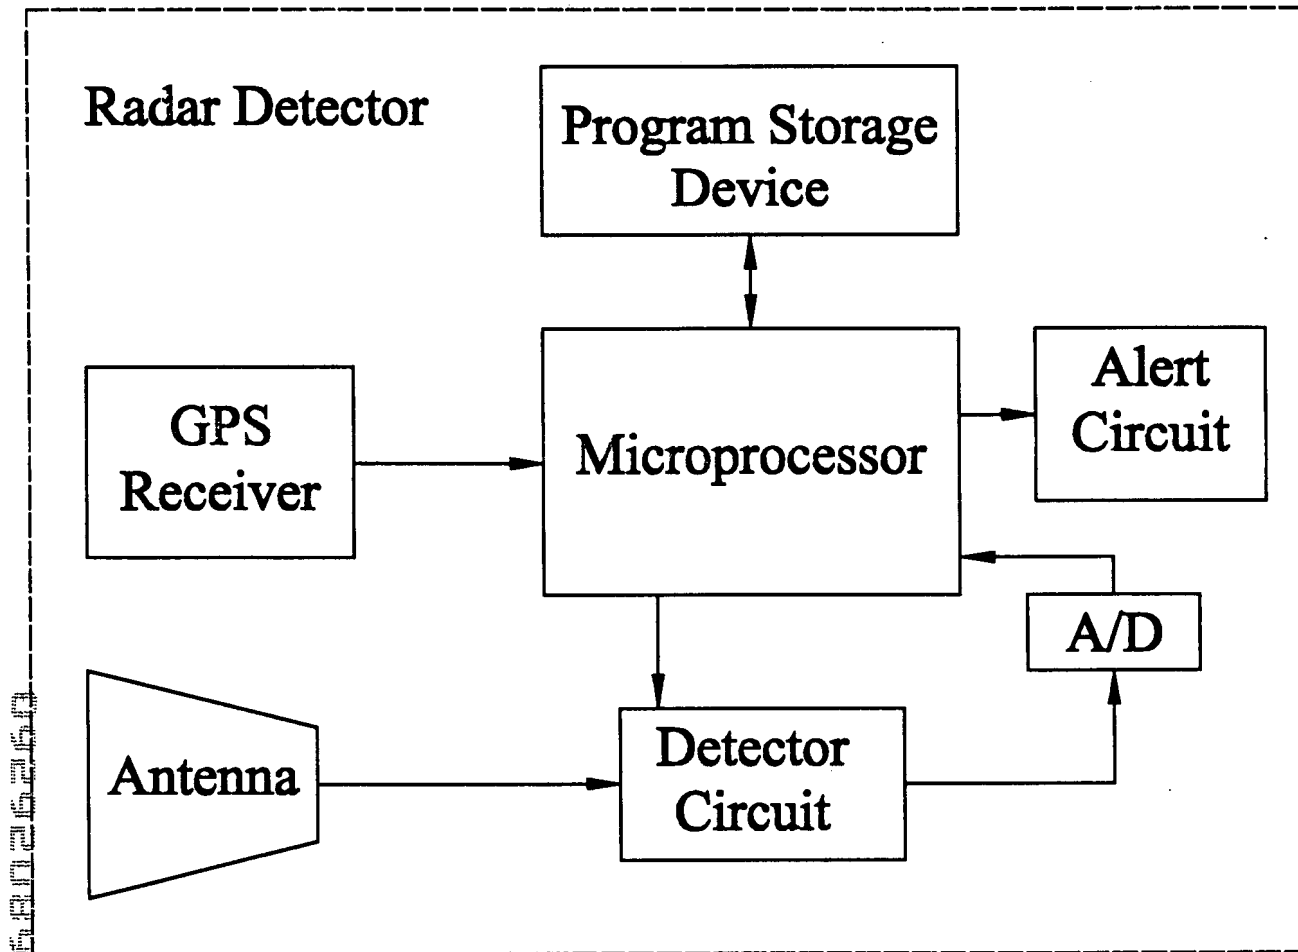 Radar Detector
Program Storage
Device
GPS
Receiver
Microprocessor
Alert
Circuit
A/D
Antenna
Detector
Circuit